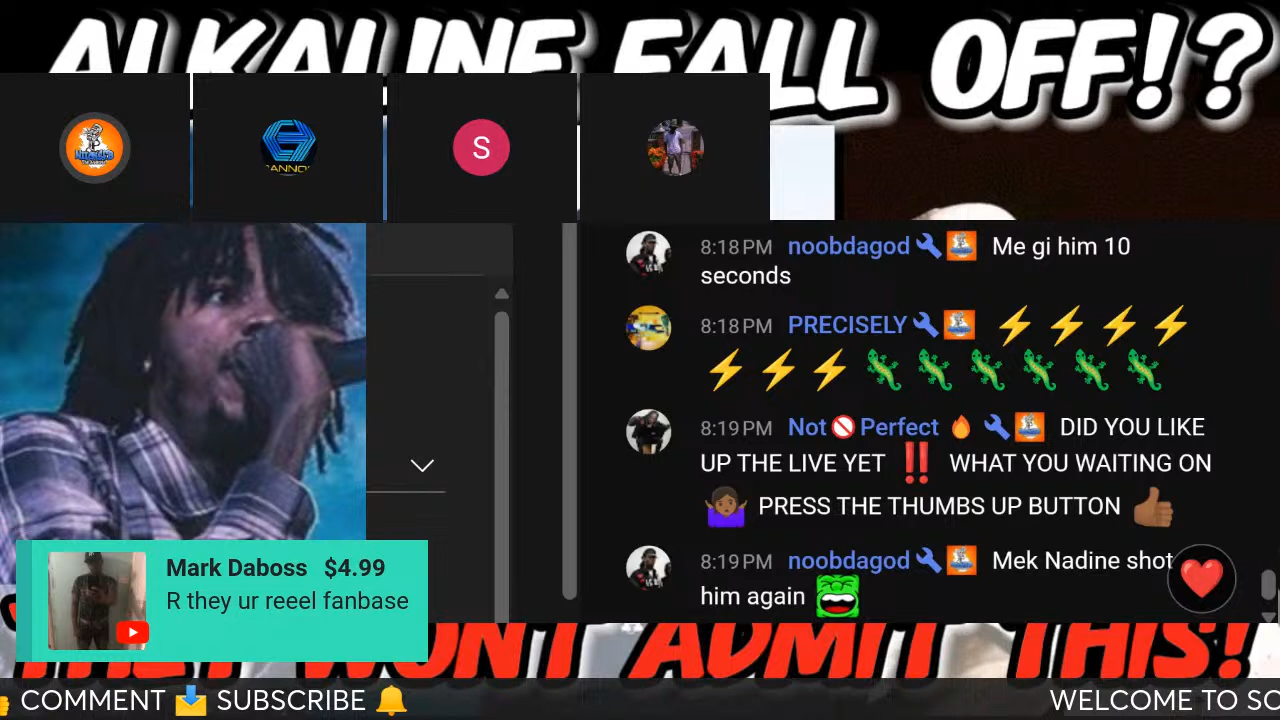 ALKALINE FALL OFF!?
S
8:18 PM noobdagod Me gi him 10
seconds
8:18 PM PRECISELY ⚡ ⚡ ⚡ ⚡
⚡ ⚡ ⚡ 🦎 🦎 🦎 🦎 🦎 🦎
8:19 PM Not🚫Perfect 🔥 DID YOU LIKE
UP THE LIVE YET ‼️ WHAT YOU WAITING ON
🤷🏾‍♀️ PRESS THE THUMBS UP BUTTON 👍🏾
8:19 PM noobdagod Mek Nadine shot
him again
Mark Daboss $4.99
R they ur reeel fanbase
THEY WONT ADMIT THIS!
COMMENT 📩 SUBSCRIBE 🔔
WELCOME TO SC